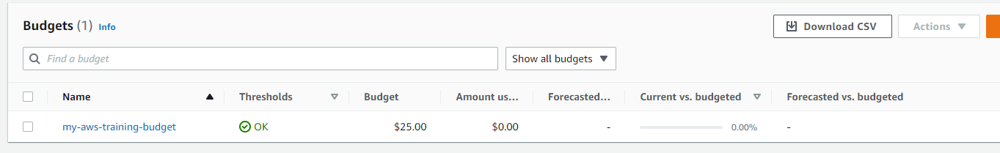 Budgets (1) Info
Download CSV
Actions
Find a budget
Show all budgets
Name Thresholds Budget Amount us... Forecasted... Current vs. budgeted Forecasted vs. budgeted
my-aws-training-budget OK $25.00 $0.00 - 0.00% -